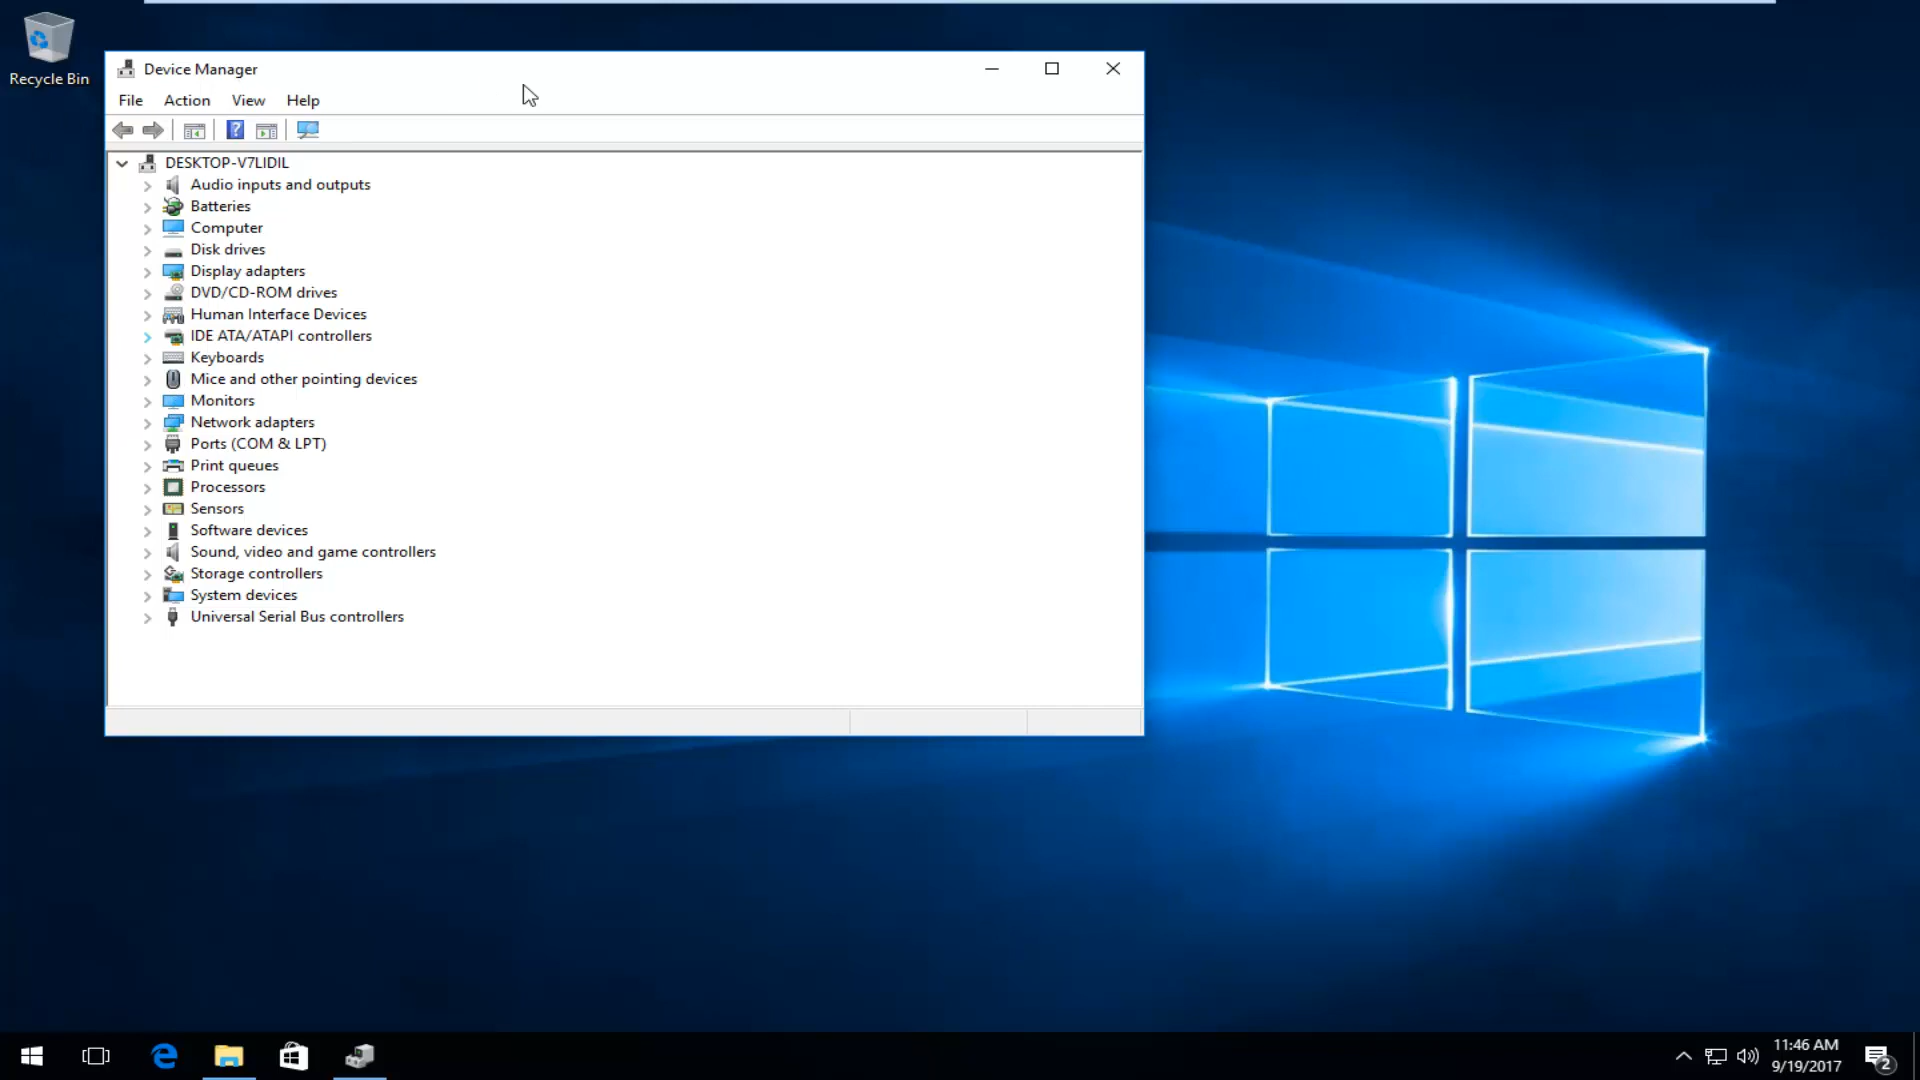 Recycle Bin
Device Manager
File Action View Help
?
DESKTOP-V7LIDIL
Audio inputs and outputs
Batteries
Computer
Disk drives
Display adapters
DVD/CD-ROM drives
Human Interface Devices
IDE ATA/ATAPI controllers
Keyboards
Mice and other pointing devices
Monitors
Network adapters
Ports (COM & LPT)
Print queues
Processors
Sensors
Software devices
Sound, video and game controllers
Storage controllers
System devices
Universal Serial Bus controllers
11:46 AM
9/19/2017
2